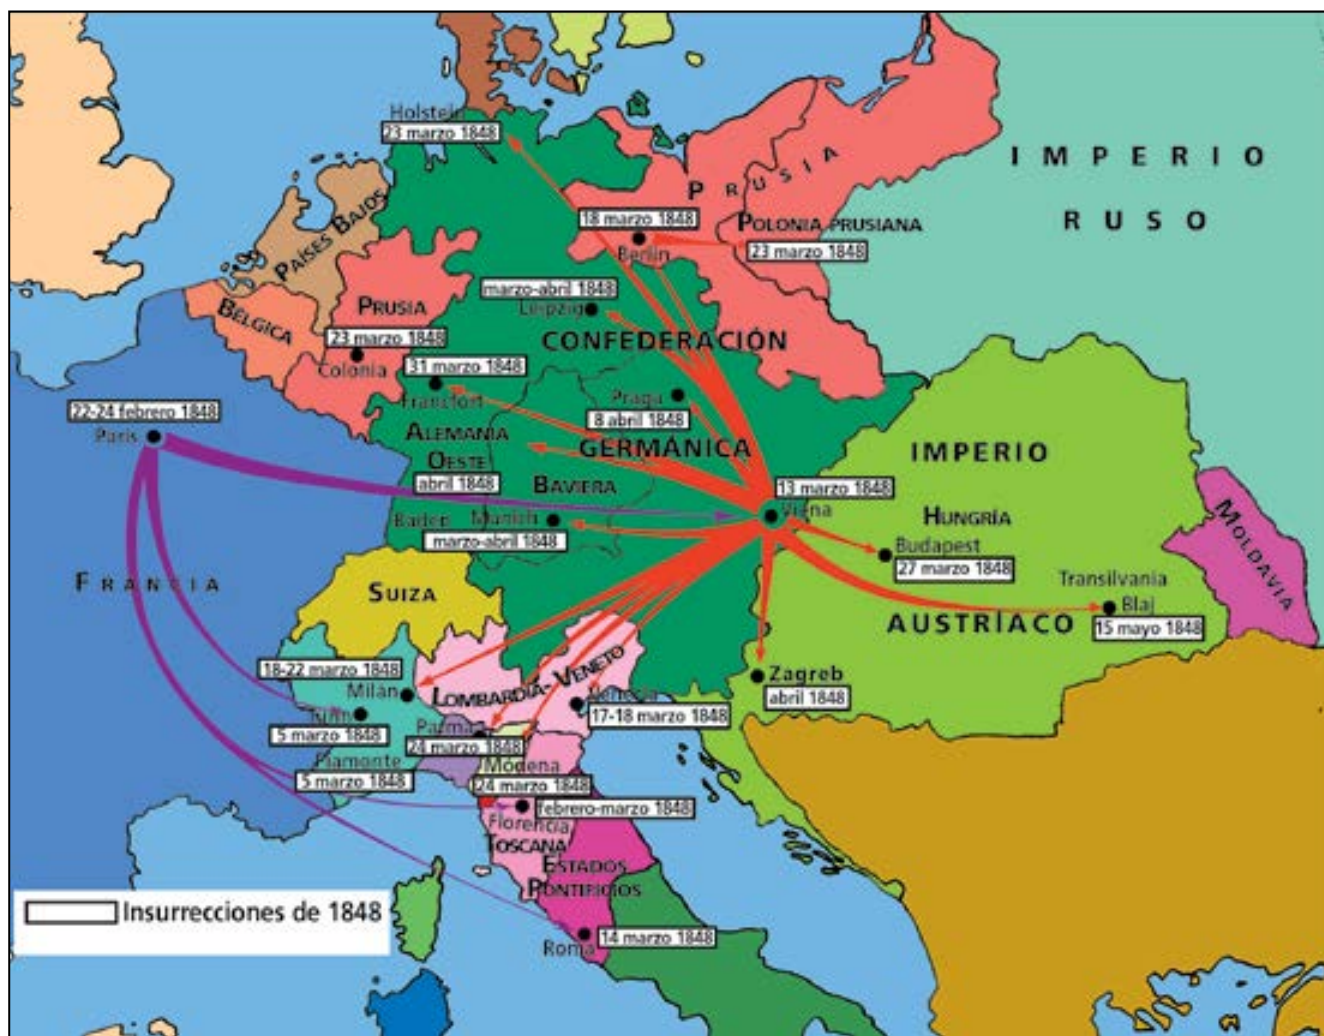 Holstein
23 marzo 1848
IMPERIO
RUSO
PRUSIA
18 marzo 1848
Berlín
POLONIA PRUSIANA
23 marzo 1848
PAÍSES BAJOS
BÉLGICA
PRUSIA
23 marzo 1848
Colonia
marzo-abril 1848
Leipzig
CONFEDERACIÓN
31 marzo 1848
Francfort
Praga
8 abril 1848
22-24 febrero 1848
París
ALEMANIA
OESTE
abril 1848
GERMÁNICA
BAVIERA
Baden
Munich
marzo-abril 1848
13 marzo 1848
Viena
IMPERIO
HUNGRÍA
Budapest
27 marzo 1848
Transilvania
Blaj
15 mayo 1848
AUSTRÍACO
MOLDAVIA
FRANCIA
SUIZA
18-22 marzo 1848
Milán
LOMBARDÍA-VENETO
Turín
5 marzo 1848
Piamonte
5 marzo 1848
Venecia
17-18 marzo 1848
Zagreb
abril 1848
Parma
24 marzo 1848
Módena
24 marzo 1848
febrero-marzo 1848
Florencia
TOSCANA
ESTADOS
PONTIFICIOS
Roma
14 marzo 1848
Insurrecciones de 1848